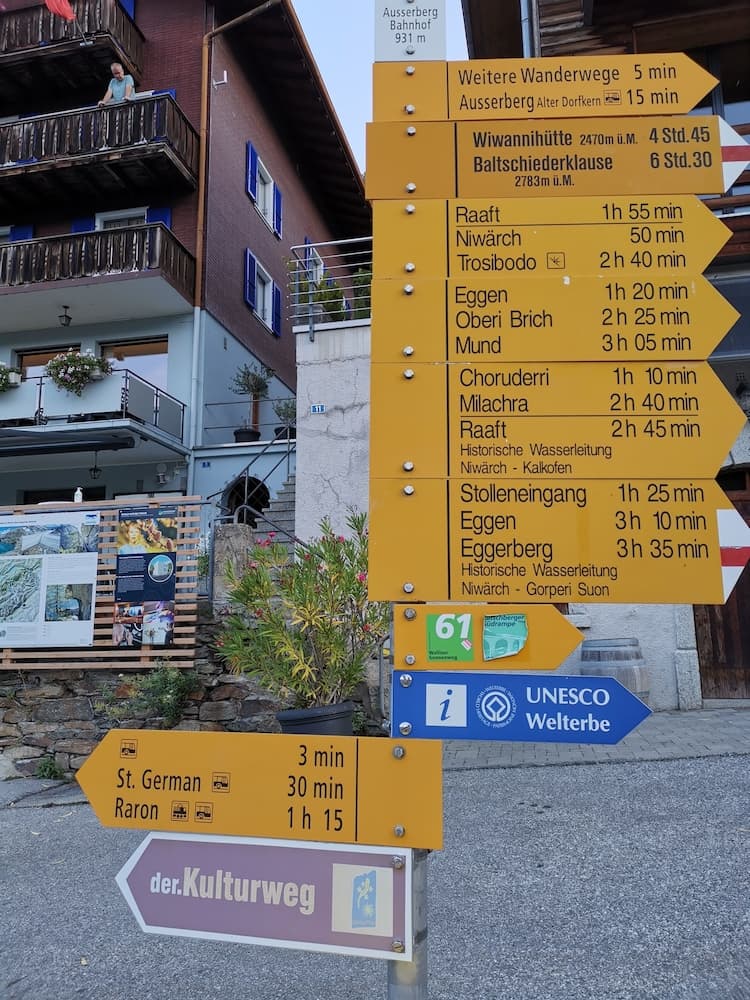 Ausserberg
Bahnhof
931 m
Weitere Wanderwege 5 min
Ausserberg Alter Dorfkern 15 min
Wiwannihütte 2470m ü.M. 4 Std.45
Baltschiederklause 6 Std.30
2783m ü.M.
Raaft 1h 55 min
Niwärch 50 min
Trosibodo 2h 40 min
Eggen 1h 20 min
Oberi Brich 2h 25 min
Mund 3h 05 min
Choruderri 1h 10 min
Milachra 2h 40 min
Raaft 2h 45 min
Historische Wasserleitung
Niwärch - Kalkofen
Stolleneingang 1h 25 min
Eggen 3h 10 min
Eggerberg 3h 35 min
Historische Wasserleitung
Niwärch - Gorperi Suon
61
Walliser
Sonnenweg
i
UNESCO
Welterbe
3 min
St. German 30 min
Raron 1 h 15
der.Kulturweg
11